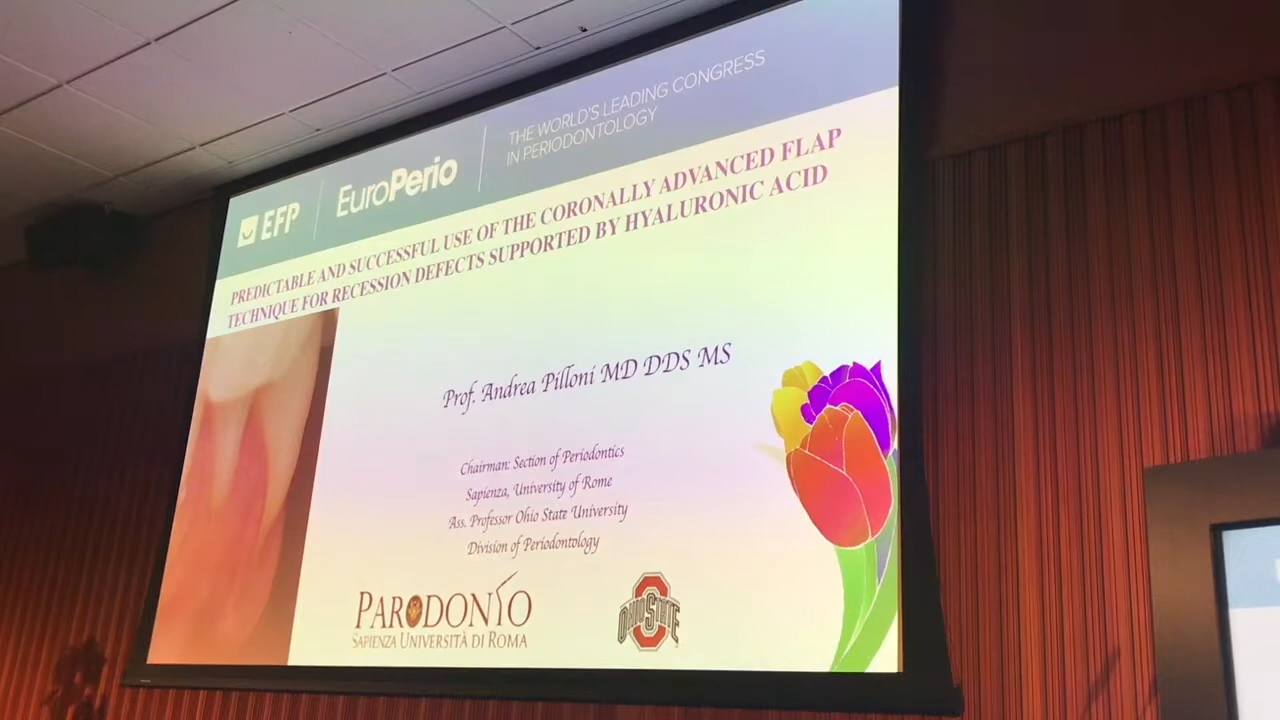 EFP
EuroPerio
THE WORLD'S LEADING CONGRESS
IN PERIODONTOLOGY
PREDICTABLE AND SUCCESSFUL USE OF THE CORONALLY ADVANCED FLAP
TECHNIQUE FOR RECESSION DEFECTS SUPPORTED BY HYALURONIC ACID
Prof. Andrea Pilloni MD DDS MS
Chairman: Section of Periodontics
Sapienza, University of Rome
Ass. Professor Ohio State University
Division of Periodontology
PARODONTO
SAPIENZA UNIVERSITÀ DI ROMA
OHIO STATE